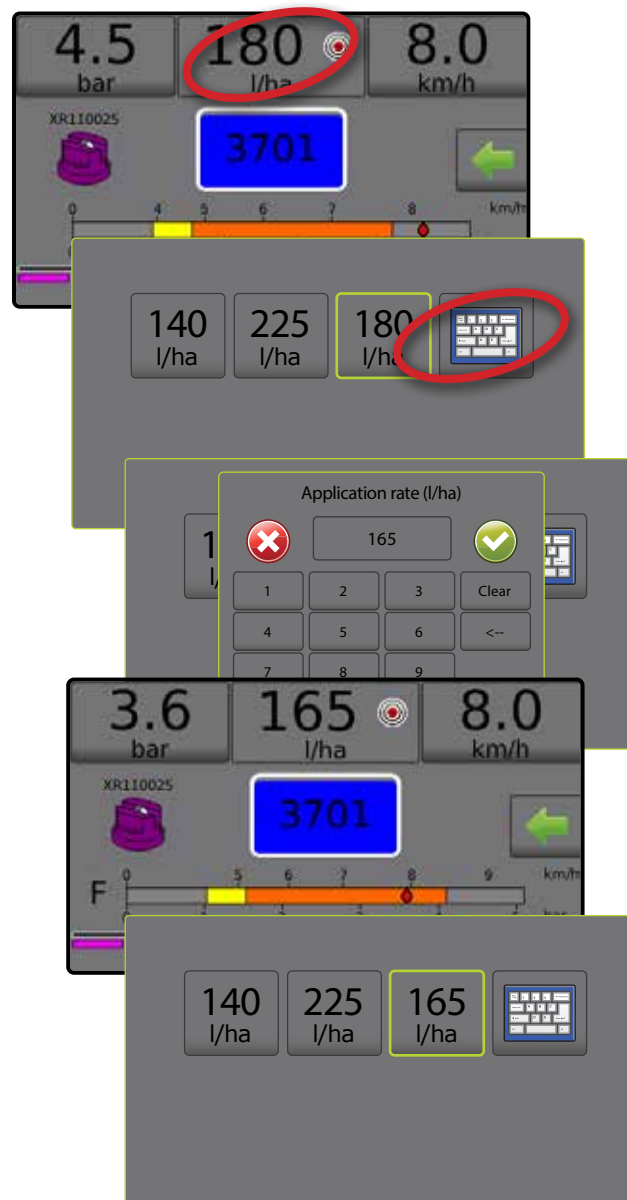 4.5 180 8.0
bar l/ha km/h
XR110025
3701
0 4 5 6 7 8 km/h
140 225 180
l/ha l/ha l/ha
Application rate (l/ha)
165
1 2 3 Clear
4 5 6 <--
7 8 9
3.6 165 8.0
bar l/ha km/h
XR110025
3701
F 0 5 6 7 8 9 km/h
140 225 165
l/ha l/ha l/ha